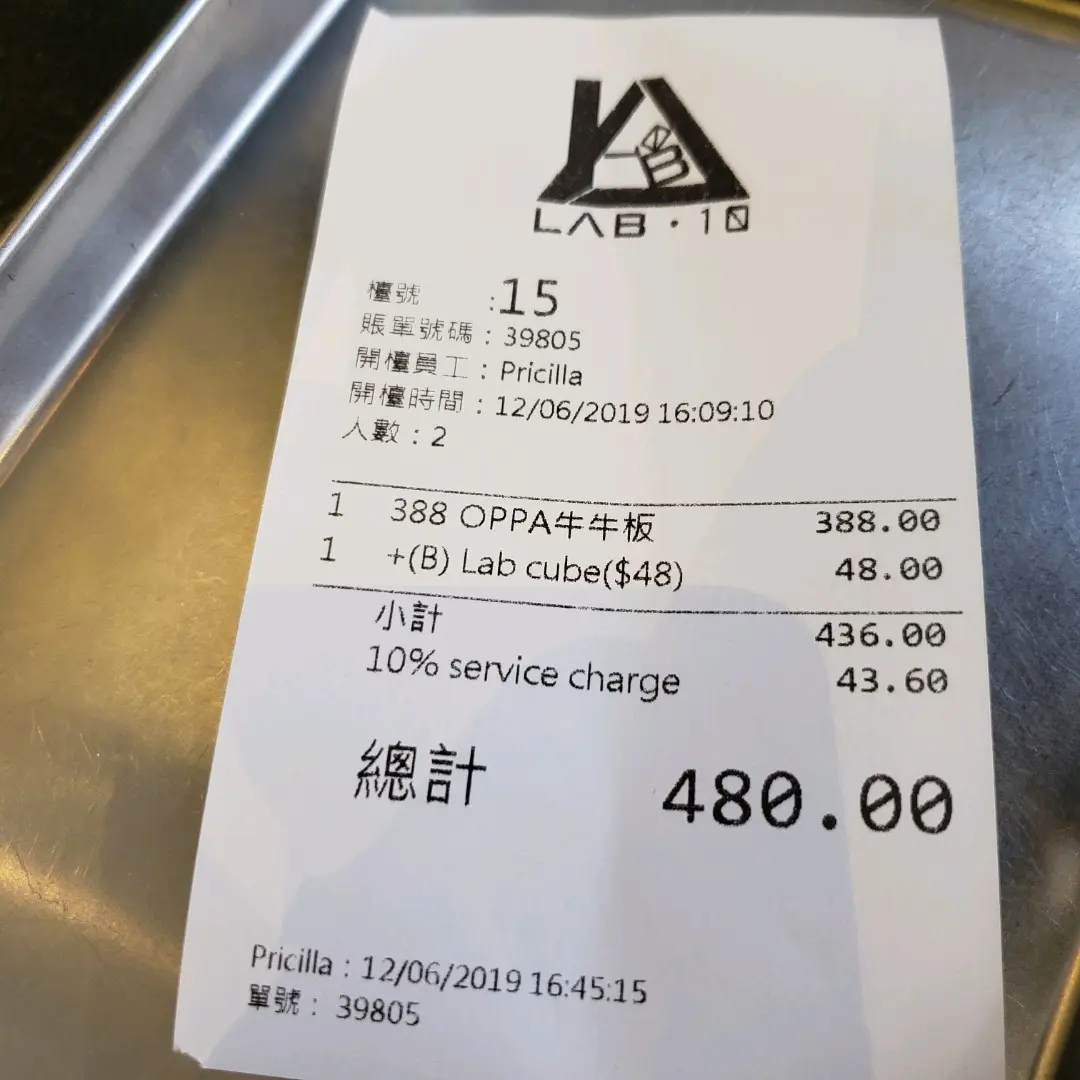 LAB·10
檯號 :15
賬單號碼 : 39805
開檯員工 : Pricilla
開檯時間 : 12/06/2019 16:09:10
人數 : 2
1 388 OPPA牛牛板 388.00
1 +(B) Lab cube($48) 48.00
小計 436.00
10% service charge 43.60
總計 480.00
Pricilla : 12/06/2019 16:45:15
單號 : 39805